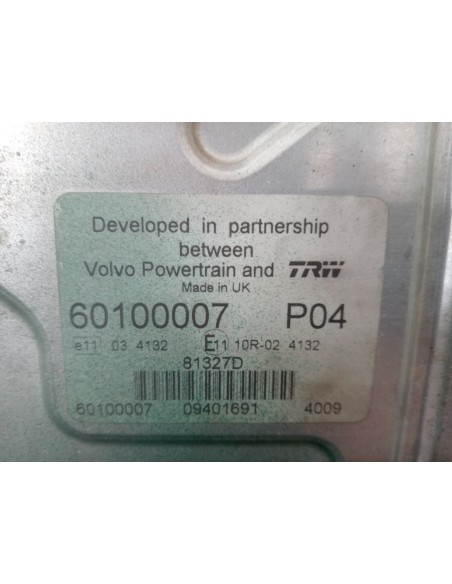 Developed in partnership
between
Volvo Powertrain and TRW
Made in UK
60100007 P04
e11 03 4132 E11 10R-02 4132
81327D
60100007 09401691 4009